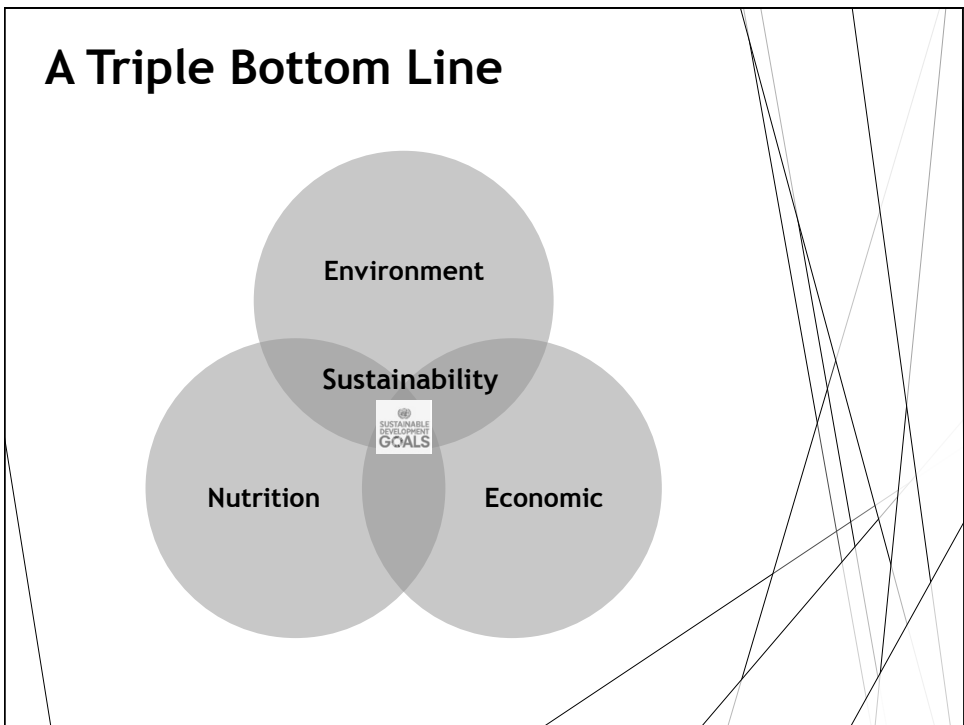 A Triple Bottom Line
Environment
Sustainability
SUSTAINABLE
DEVELOPMENT
GOALS
Nutrition
Economic